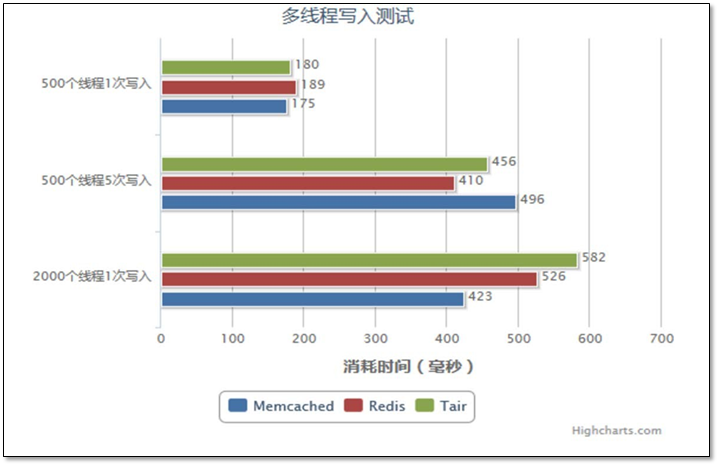 多线程写入测试
500个线程1次写入
180
189
175
500个线程5次写入
456
410
496
2000个线程1次写入
582
526
423
0 100 200 300 400 500 600 700
消耗时间（毫秒）
Memcached Redis Tair
Highcharts.com